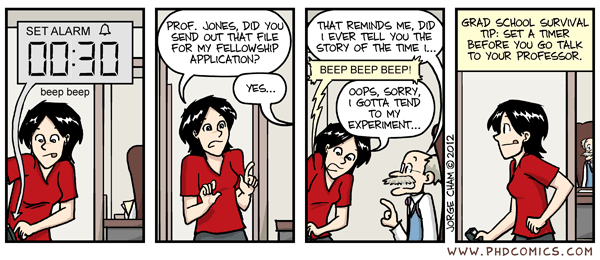 SET ALARM
00:30
beep beep
PROF. JONES, DID YOU
SEND OUT THAT FILE
FOR MY FELLOWSHIP
APPLICATION?
YES...
THAT REMINDS ME, DID
I EVER TELL YOU THE
STORY OF THE TIME I...
BEEP BEEP BEEP!
OOPS, SORRY,
I GOTTA TEND
TO MY
EXPERIMENT...
JORGE CHAM © 2012
GRAD SCHOOL SURVIVAL
TIP: SET A TIMER
BEFORE YOU GO TALK
TO YOUR PROFESSOR.
WWW.PHDCOMICS.COM